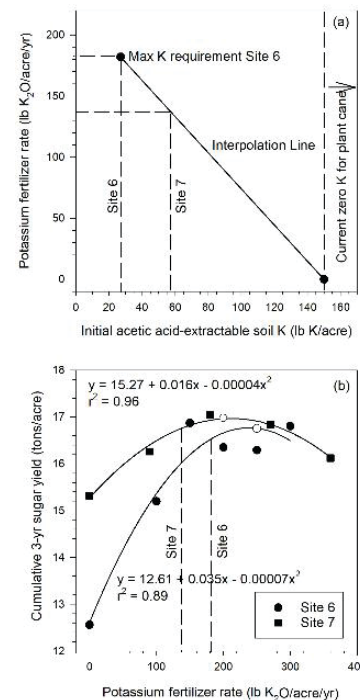 (a)
200
150
100
50
0
Potassium fertilizer rate (lb K2O/acre/yr)
Max K requirement Site 6
Interpolation Line
Site 6
Site 7
Current zero K for plant cane
0 20 40 60 80 100 120 140 160
Initial acetic acid-extractable soil K (lb K/acre)
(b)
18
17
16
15
14
13
12
Cumulative 3-yr sugar yield (tons/acre)
y = 15.27 + 0.016x - 0.00004x²
r² = 0.96
Site 7
Site 6
y = 12.61 + 0.035x - 0.00007x²
r² = 0.89
Site 6
Site 7
0 100 200 300 40
Potassium fertilizer rate (lb K2O/acre/yr)